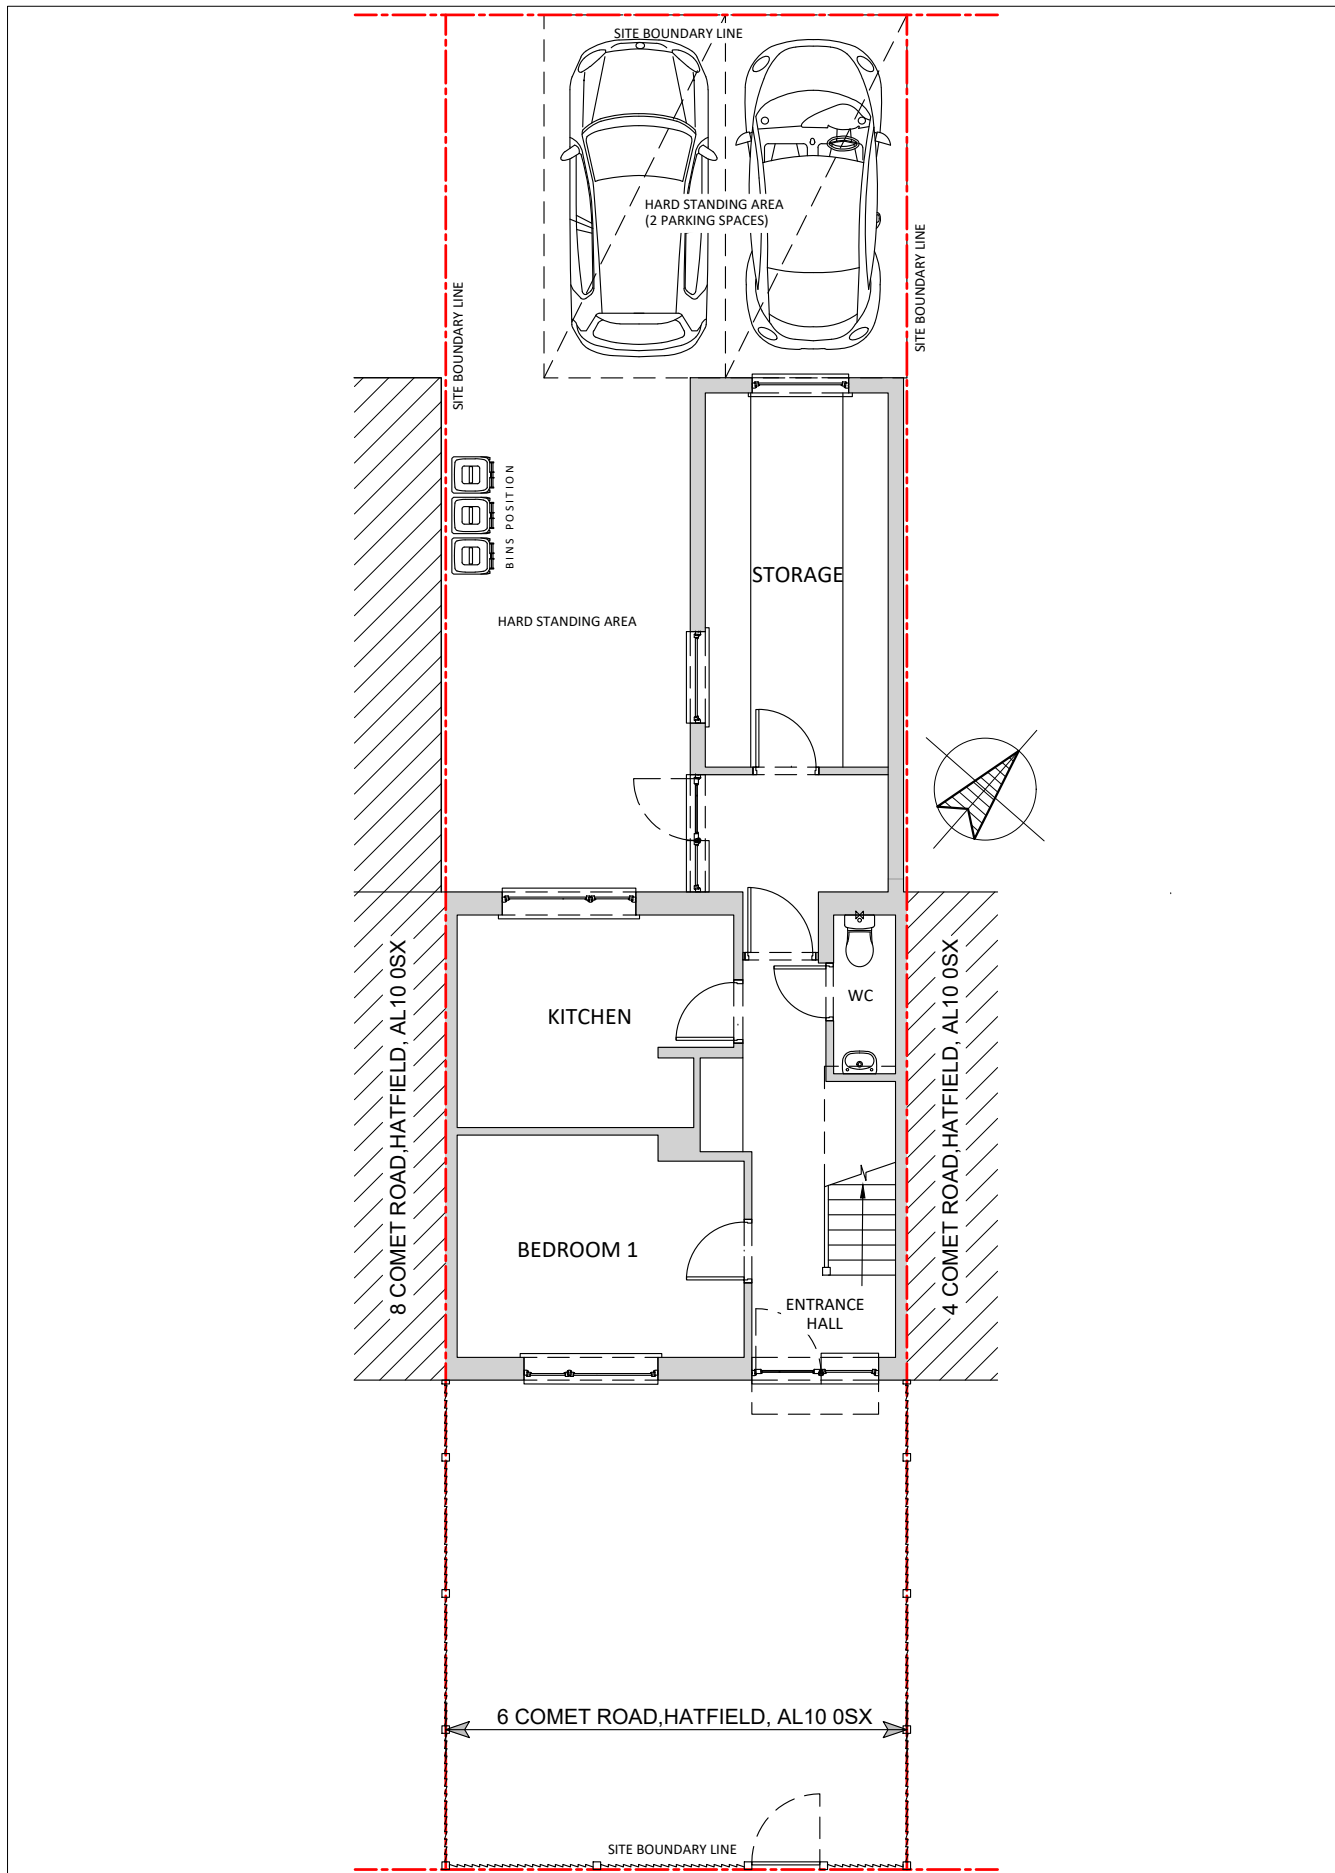 SITE BOUNDARY LINE
HARD STANDING AREA
(2 PARKING SPACES)
SITE BOUNDARY LINE
SITE BOUNDARY LINE
BINS POSITION
STORAGE
HARD STANDING AREA
8 COMET ROAD,HATFIELD, AL10 0SX
KITCHEN
WC
4 COMET ROAD,HATFIELD, AL10 0SX
BEDROOM 1
ENTRANCE
HALL
6 COMET ROAD,HATFIELD, AL10 0SX
SITE BOUNDARY LINE